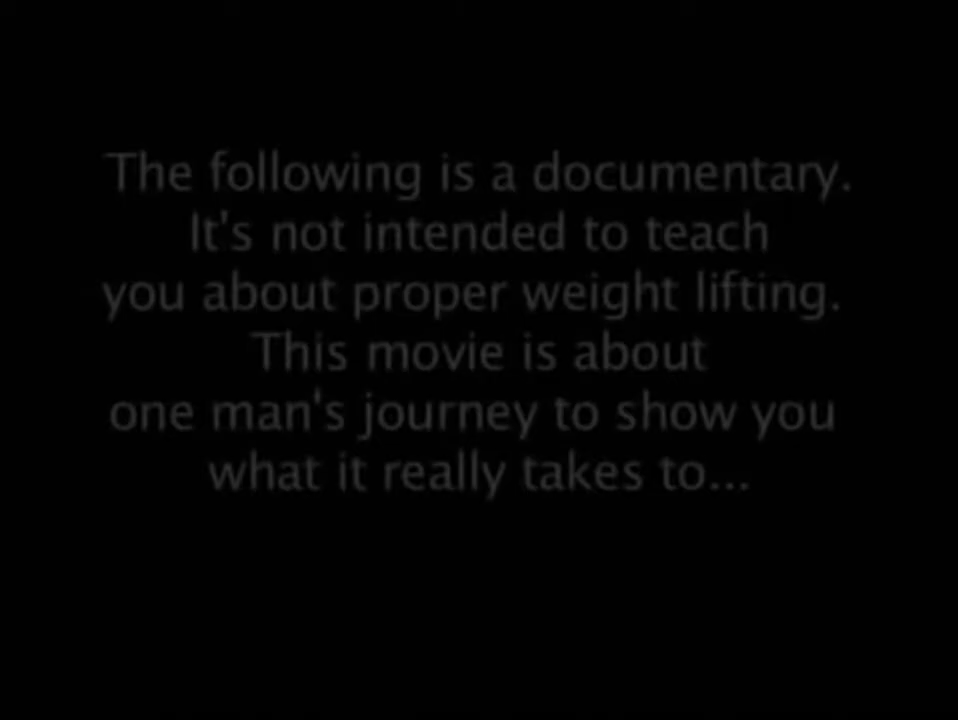 The following is a documentary.
It's not intended to teach
you about proper weight lifting.
This movie is about
one man's journey to show you
what it really takes to...